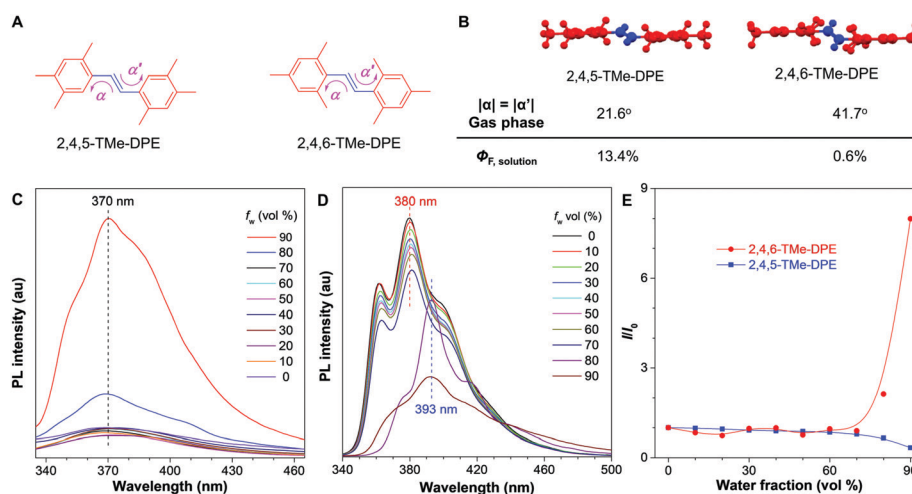 A
α
α'
2,4,5-TMe-DPE
α
α'
2,4,6-TMe-DPE
B
2,4,5-TMe-DPE
2,4,6-TMe-DPE
|α| = |α'|
Gas phase
21.6°
41.7°
Φ_F, solution
13.4%
0.6%
C
370 nm
f_w (vol %)
90
80
70
60
50
40
30
20
10
0
PL intensity (au)
340
370
400
430
460
Wavelength (nm)
D
380 nm
f_w vol (%)
0
10
20
30
40
50
60
70
80
90
393 nm
PL intensity (au)
340
380
420
460
500
Wavelength (nm)
E
9
6
3
0
I/I_0
2,4,6-TMe-DPE
2,4,5-TMe-DPE
0
30
60
90
Water fraction (vol %)